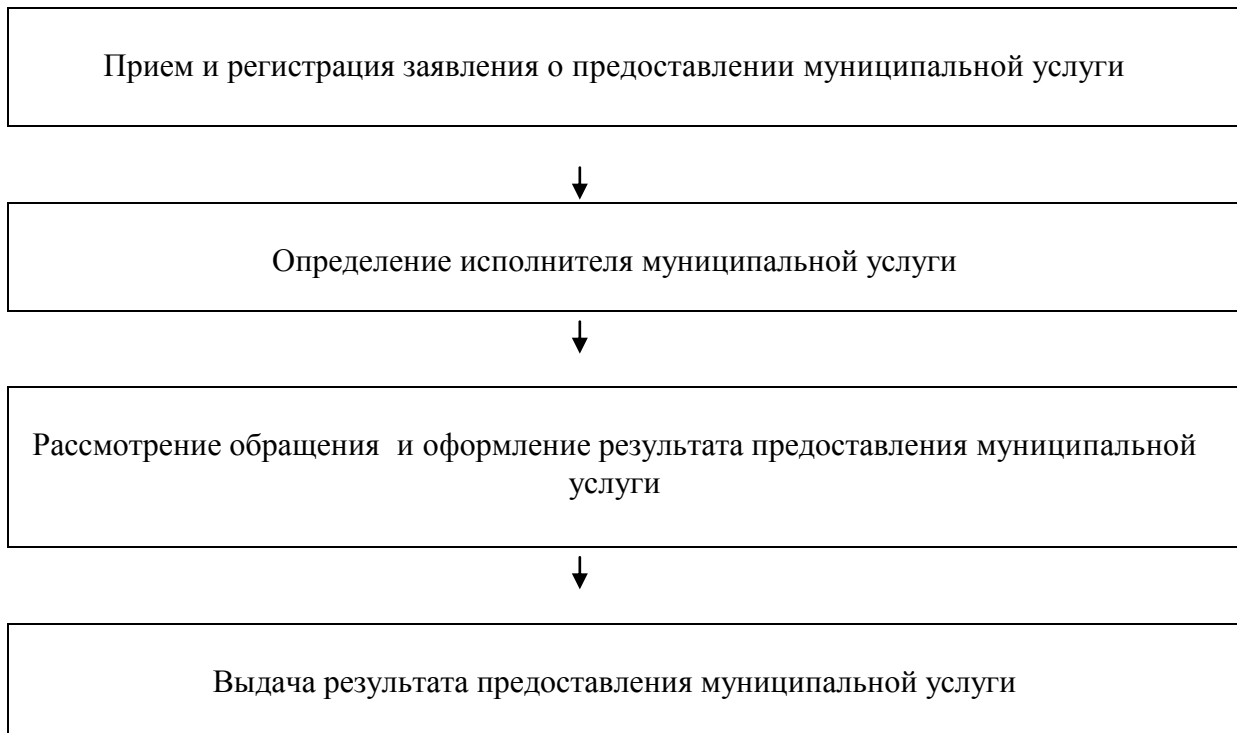 Прием и регистрация заявления о предоставлении муниципальной услуги
Определение исполнителя муниципальной услуги
Рассмотрение обращения  и оформление результата предоставления муниципальной
услуги
Выдача результата предоставления муниципальной услуги